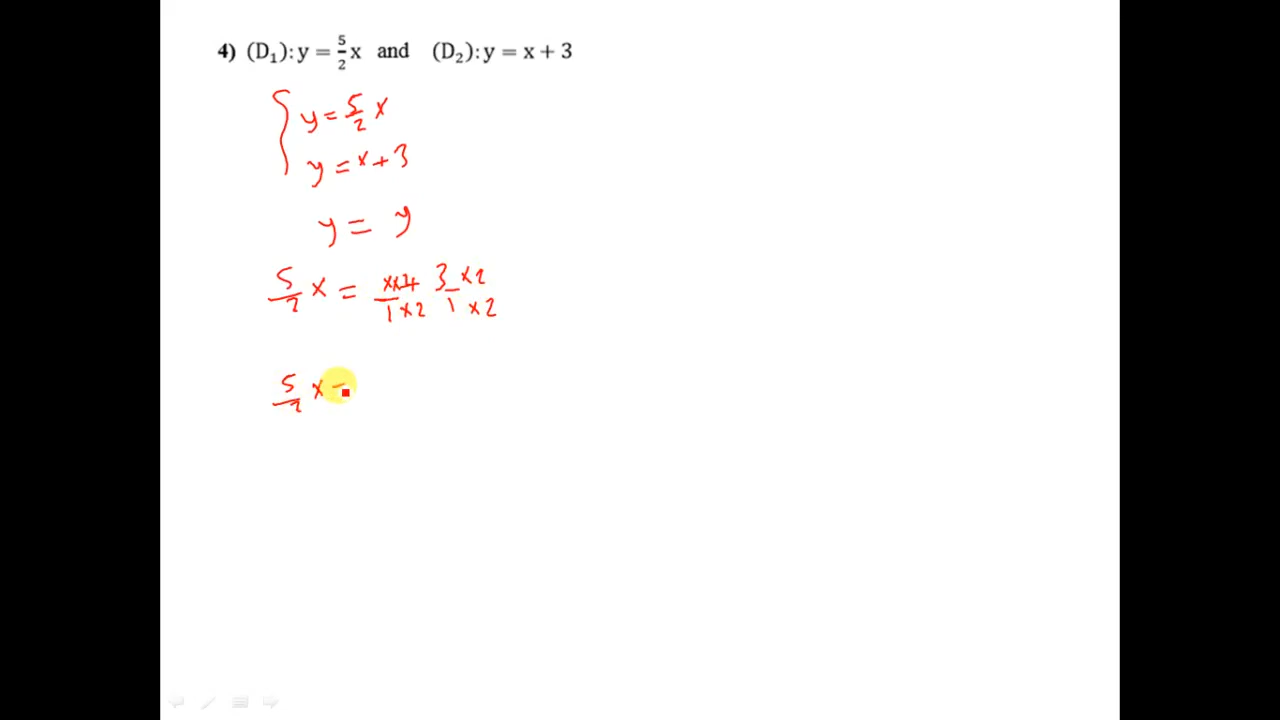 4) (D₁): y = 5/2 x and (D₂): y = x + 3
{ y = 5/2 x
y = x + 3
y = y
5/2 x = x×2/1×2 + 3×2/1×2
5/2 x =